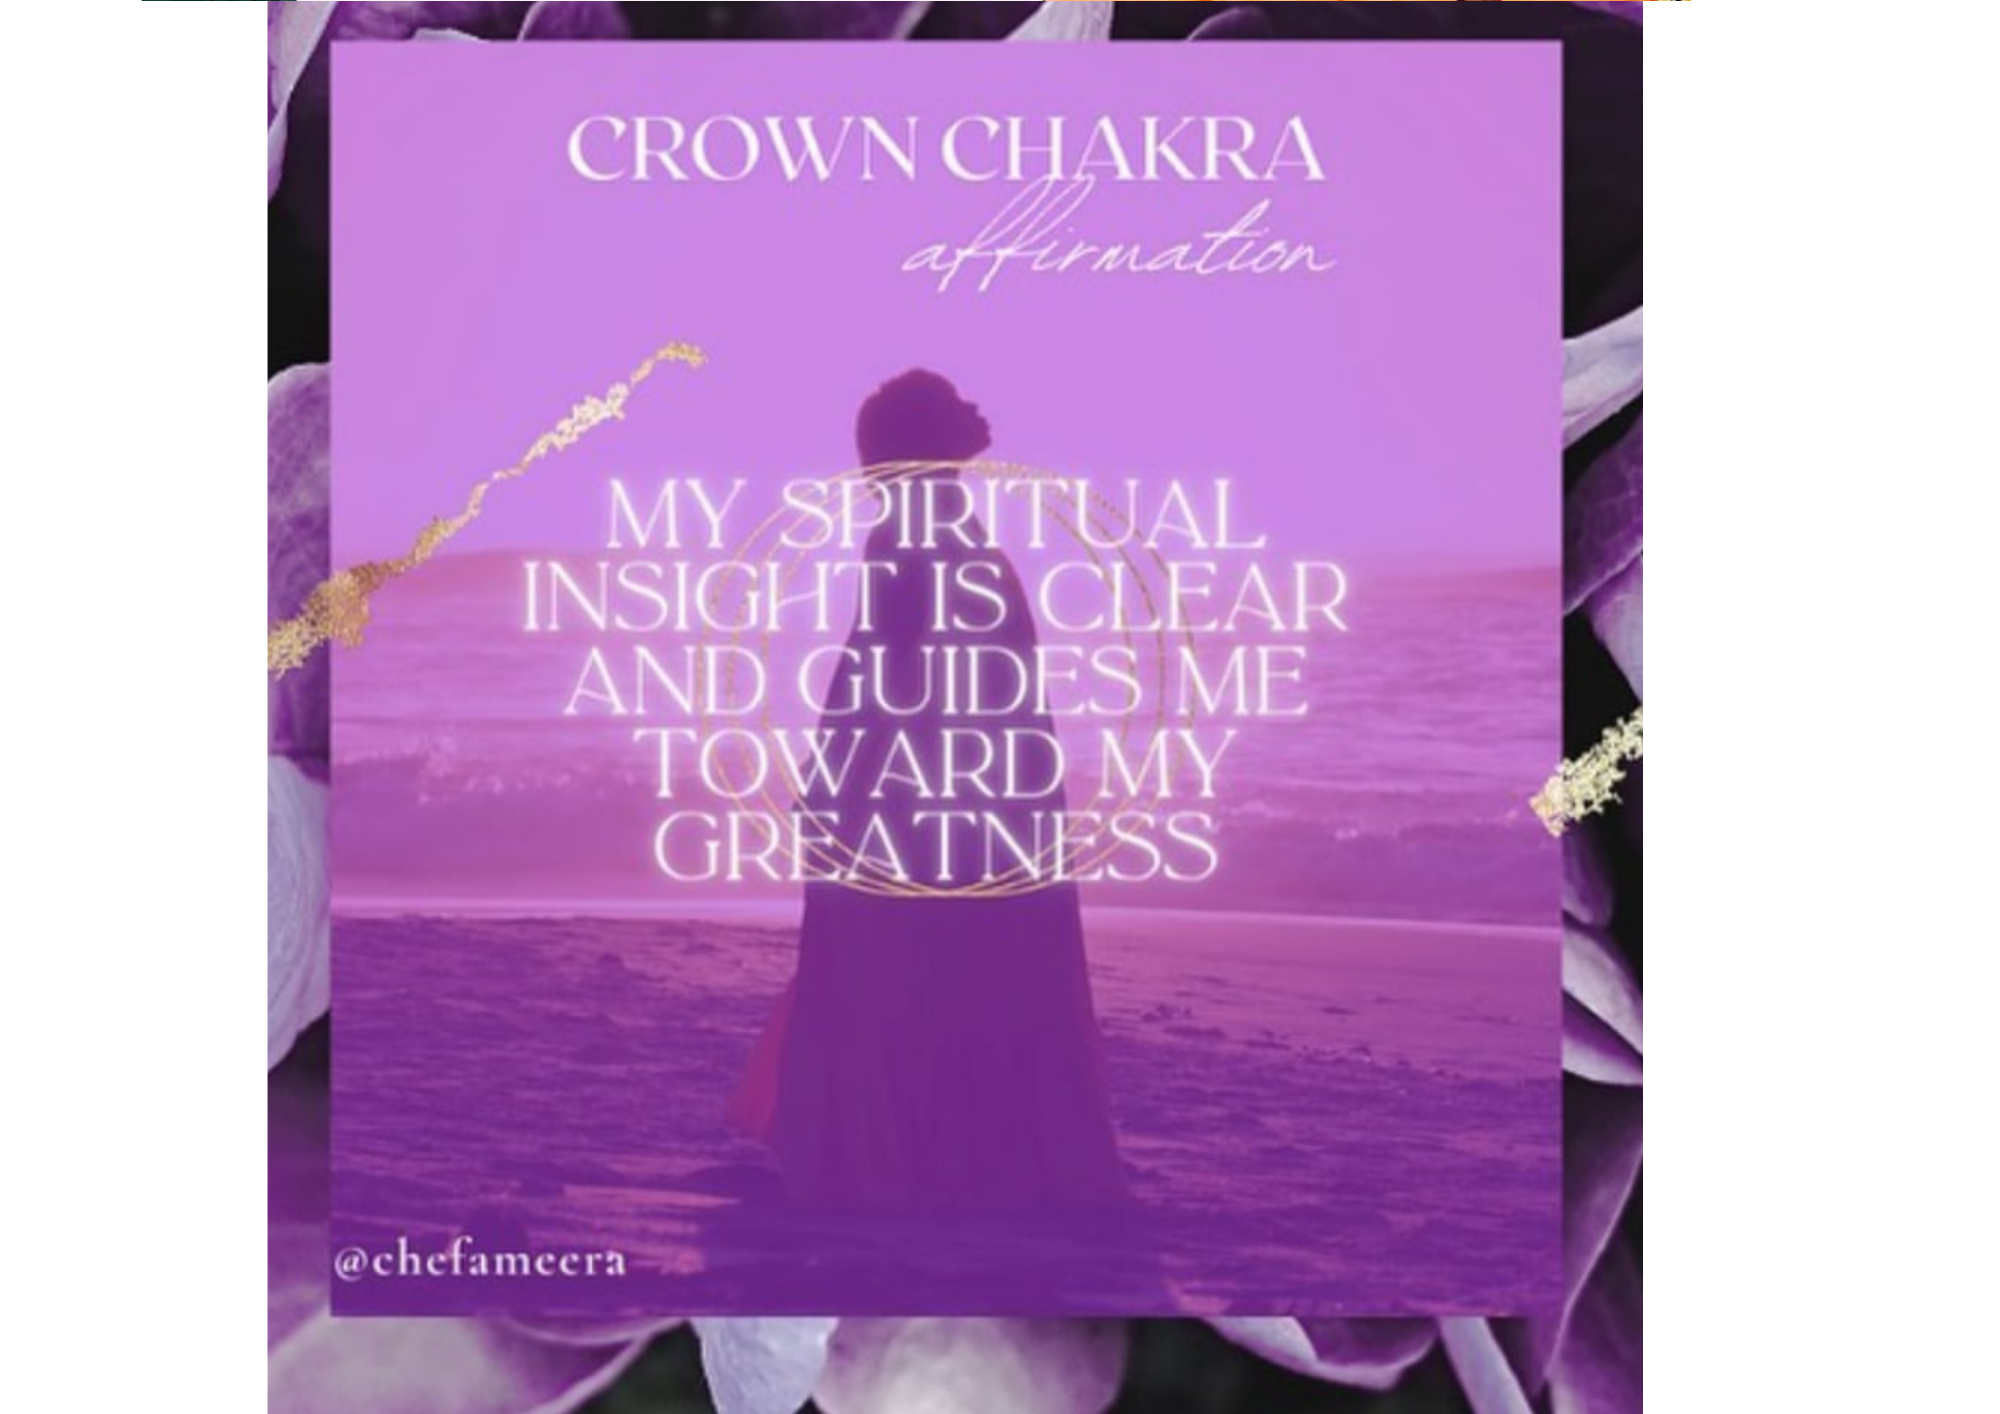 CROWN CHAKRA
affirmation
MY SPIRITUAL
INSIGHT IS CLEAR
AND GUIDES ME
TOWARD MY
GREATNESS
@chefameera